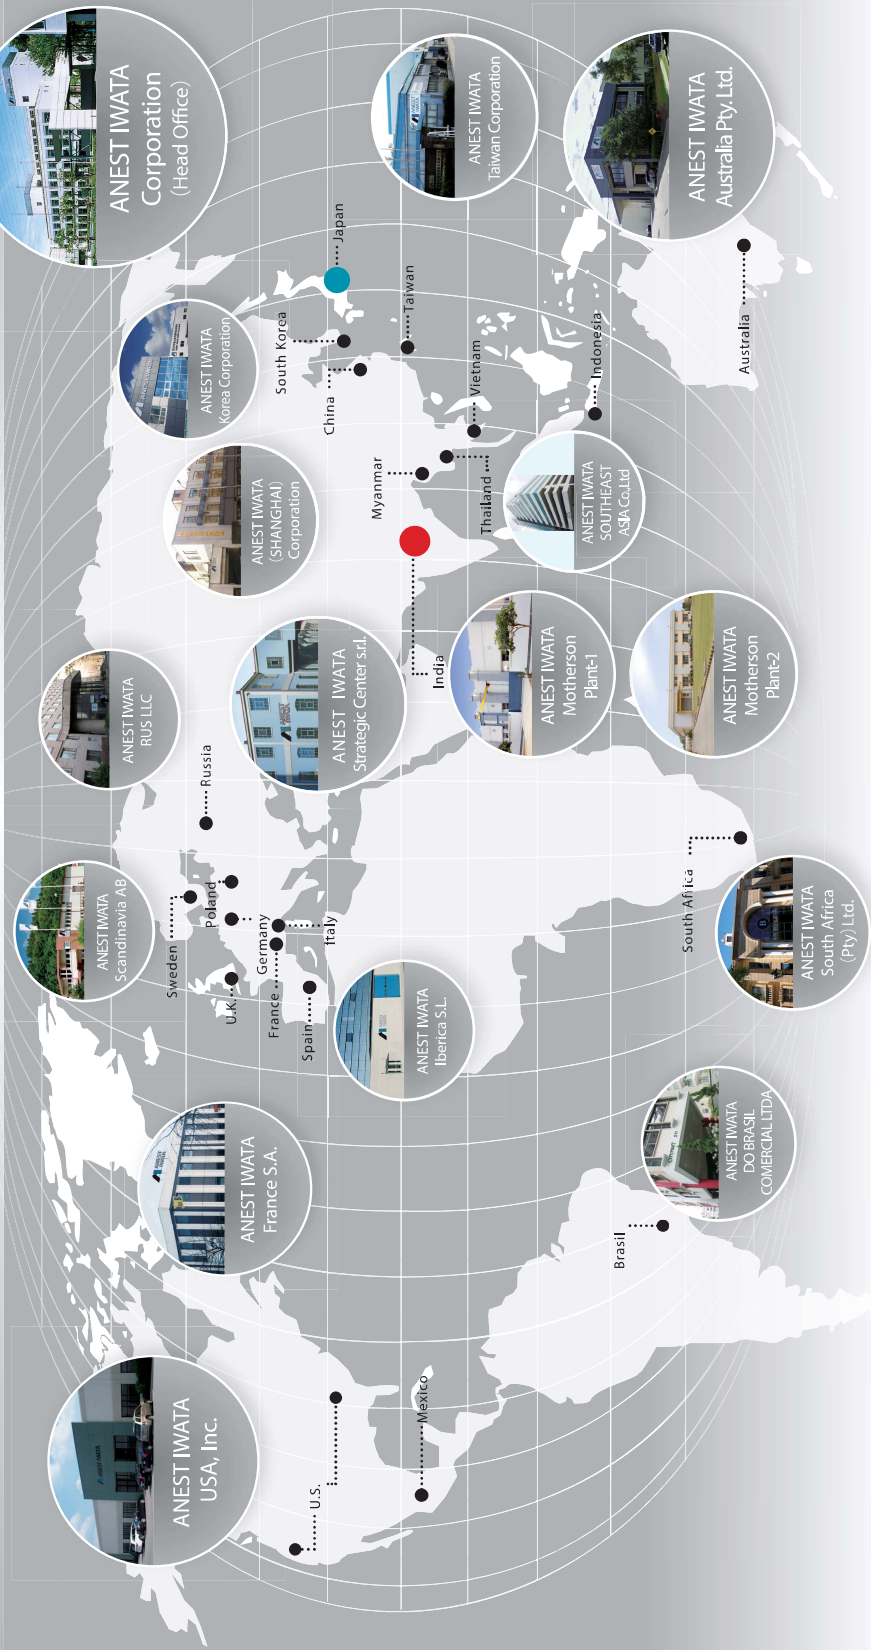 ANEST IWATA
USA, Inc.
ANEST IWATA
France S.A.
ANEST IWATA
Scandinavia AB
ANEST IWATA
RUS LLC
ANEST IWATA
Iberica S.L.
ANEST IWATA
Strategic Center s.r.l.
ANEST IWATA
(SHANGHAI)
Corporation
ANEST IWATA
Korea Corporation
ANEST IWATA
Corporation
(Head Office)
ANEST IWATA
Taiwan Corporation
ANEST IWATA
Australia Pty. Ltd.
ANEST IWATA
SOUTHEAST
ASIA Co,.Ltd
ANEST IWATA
Motherson
Plant-1
ANEST IWATA
Motherson
Plant-2
ANEST IWATA
South Africa
(Pty) Ltd.
ANEST IWATA
DO BRASIL
COMERCIAL LTDA
U.S.
Mexico
Brasil
Sweden
U.K.
Poland
Germany
France
Italy
Spain
Russia
South Africa
India
Myanmar
Thailand
Vietnam
China
South Korea
Japan
Taiwan
Indonesia
Australia
ANEST IWATA